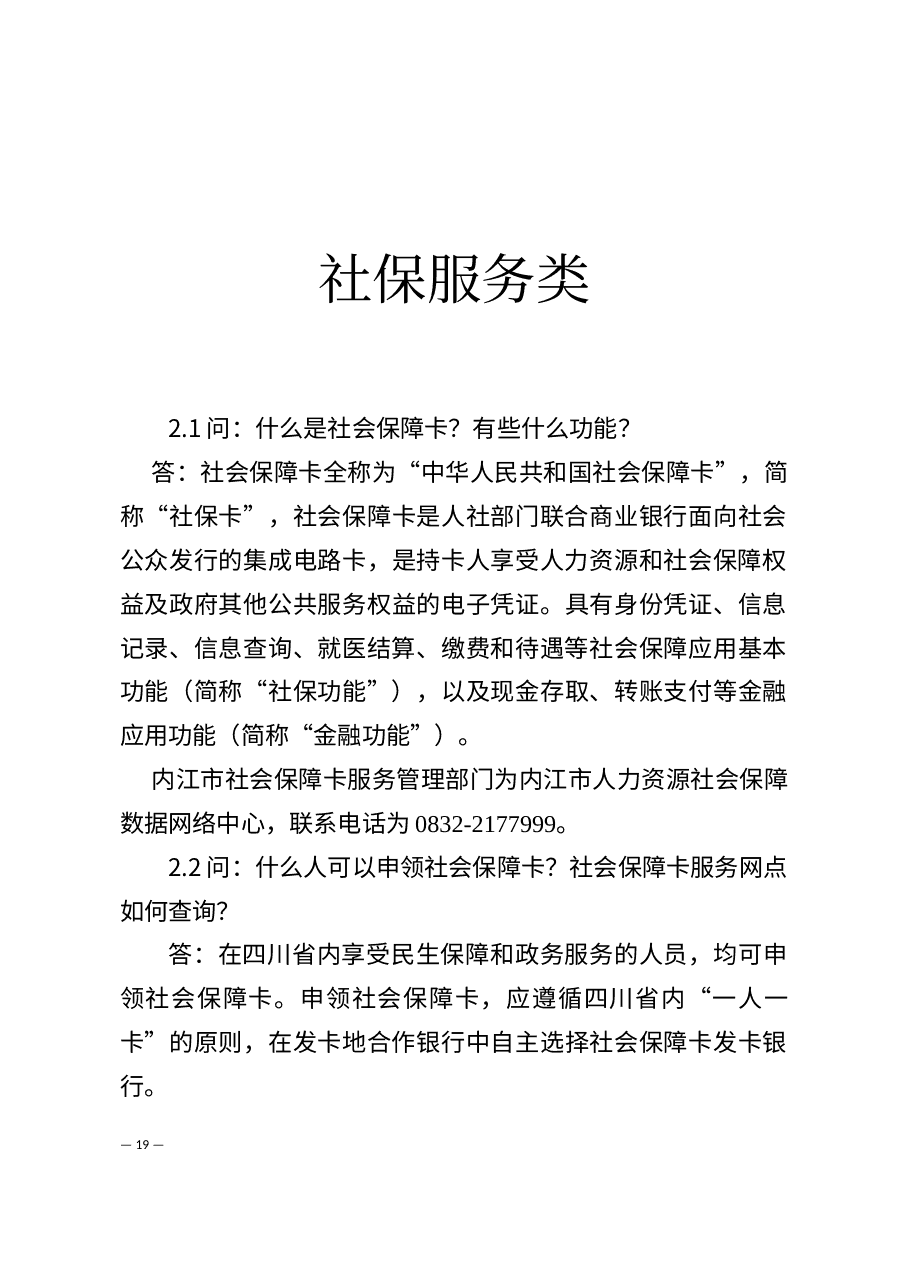 社保服务类
2.1 问：什么是社会保障卡？有些什么功能？
答：社会保障卡全称为“中华人民共和国社会保障卡”，简
称“社保卡”，社会保障卡是人社部门联合商业银行面向社会
公众发行的集成电路卡，是持卡人享受人力资源和社会保障权
益及政府其他公共服务权益的电子凭证。具有身份凭证、信息
记录、信息查询、就医结算、缴费和待遇等社会保障应用基本
功能（简称“社保功能”），以及现金存取、转账支付等金融
应用功能（简称“金融功能”）。
内江市社会保障卡服务管理部门为内江市人力资源社会保障
数据网络中心，联系电话为 0832-2177999。
2.2 问：什么人可以申领社会保障卡？社会保障卡服务网点
如何查询？
答：在四川省内享受民生保障和政务服务的人员，均可申
领社会保障卡。申领社会保障卡，应遵循四川省内“一人一
卡”的原则，在发卡地合作银行中自主选择社会保障卡发卡银
行。
— 19 —